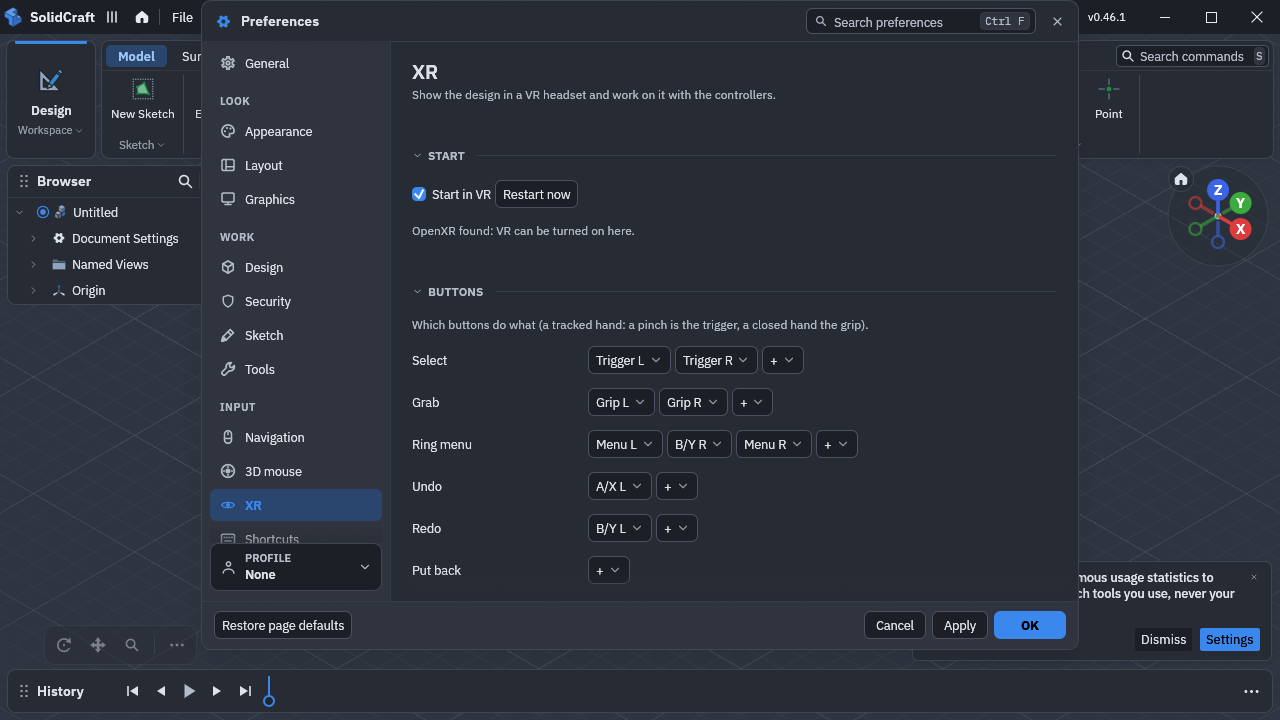 SolidCraft
File
v0.46.1
Preferences
Search preferences
Ctrl F
Model
Search commands
S
Design
Workspace
New Sketch
Sketch
Point
Browser
Untitled
Document Settings
Named Views
Origin
General
LOOK
Appearance
Layout
Graphics
WORK
Design
Security
Sketch
Tools
INPUT
Navigation
3D mouse
XR
Shortcuts
PROFILE
None
XR
Show the design in a VR headset and work on it with the controllers.
START
Start in VR
Restart now
OpenXR found: VR can be turned on here.
BUTTONS
Which buttons do what (a tracked hand: a pinch is the trigger, a closed hand the grip).
Select
Trigger L
Trigger R
+
Grab
Grip L
Grip R
+
Ring menu
Menu L
B/Y R
Menu R
+
Undo
A/X L
+
Redo
B/Y L
+
Put back
+
Restore page defaults
Cancel
Apply
OK
Z
Y
X
mous usage statistics to
ch tools you use, never your
Dismiss
Settings
History